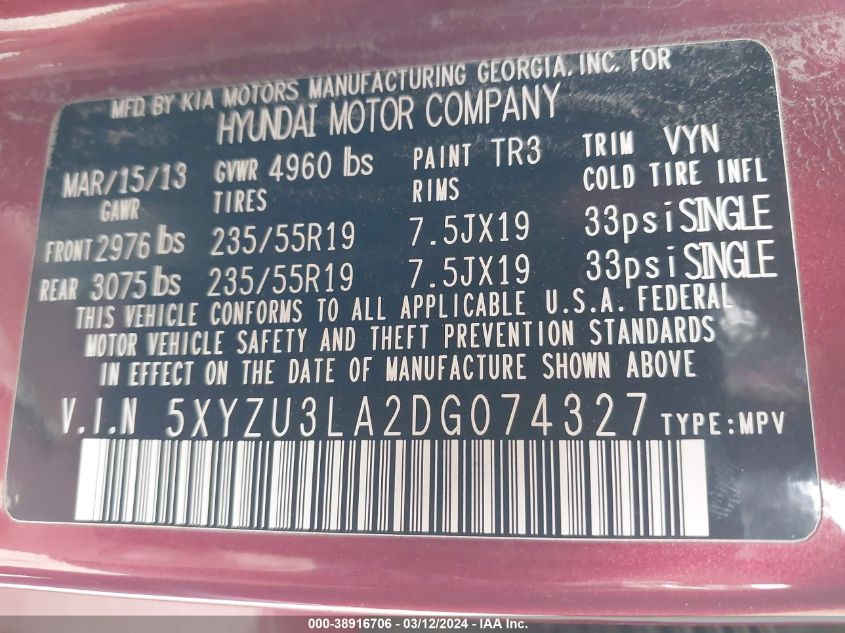 MFD. BY KIA MOTORS MANUFACTURING GEORGIA, INC. FOR
HYUNDAI MOTOR COMPANY
MAR/15/13 GVWR 4960 lbs PAINT TR3 TRIM VYN
GAWR TIRES RIMS COLD TIRE INFL
FRONT 2976 lbs 235/55R19 7.5JX19 33psi SINGLE
REAR 3075 lbs 235/55R19 7.5JX19 33psi SINGLE
THIS VEHICLE CONFORMS TO ALL APPLICABLE U.S.A. FEDERAL
MOTOR VEHICLE SAFETY AND THEFT PREVENTION STANDARDS
IN EFFECT ON THE DATE OF MANUFACTURE SHOWN ABOVE
V.I.N 5XYZU3LA2DG074327 TYPE:MPV
000-38916706 - 03/12/2024 - IAA Inc.